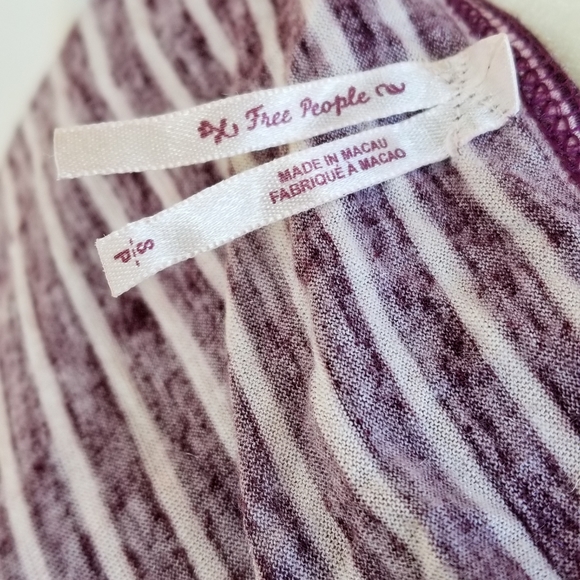 Free People
MADE IN MACAU
FABRIQUÉ À MACAO
S/P